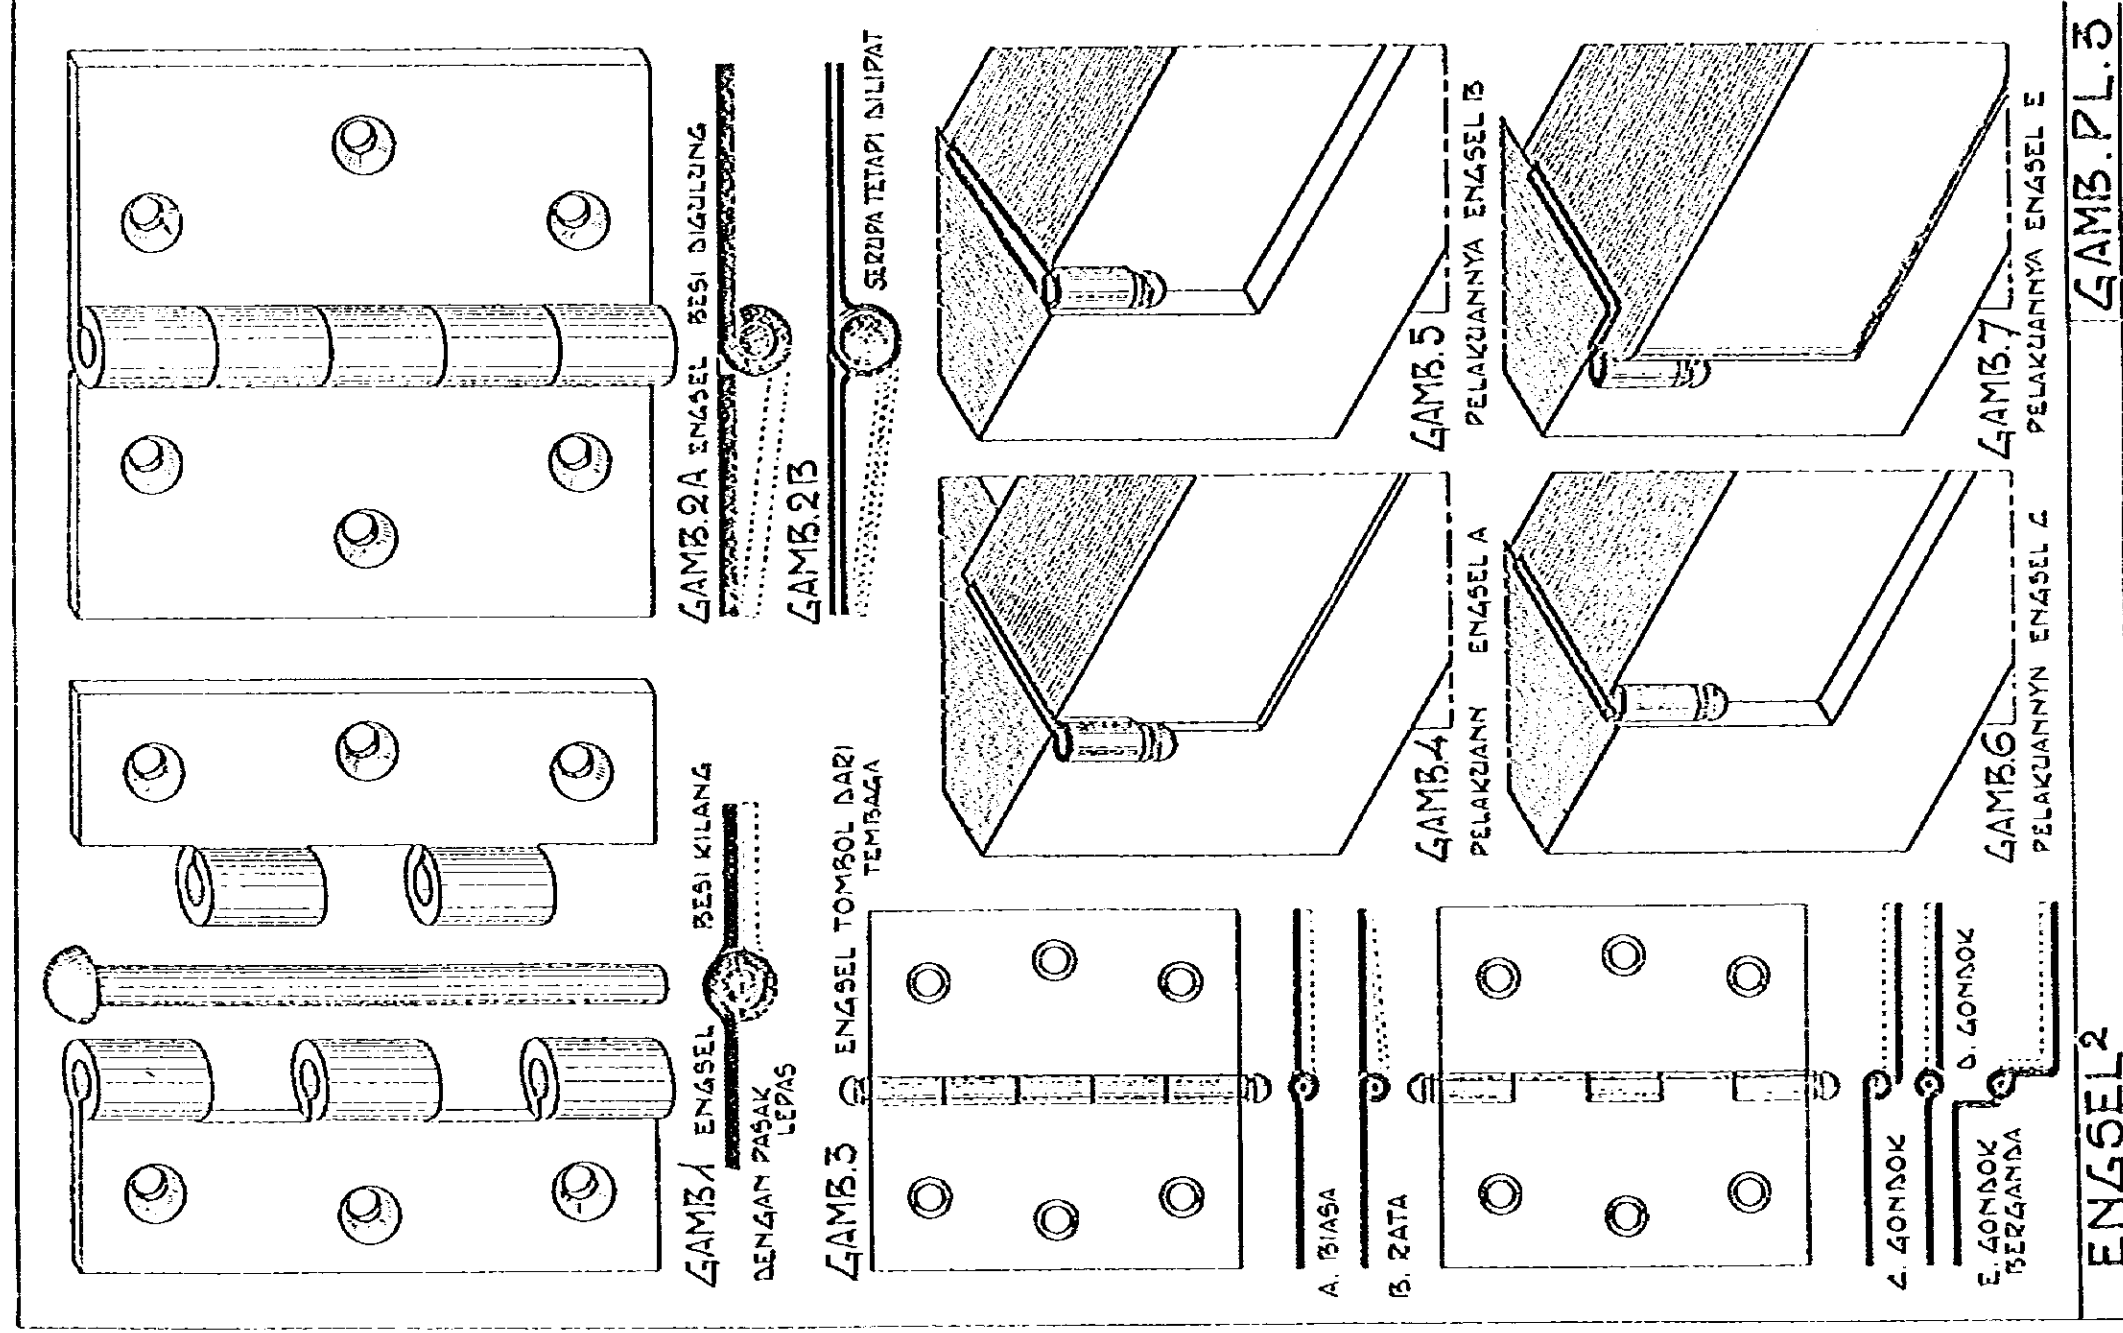 GAMB.1 ENGSEL BESI KILANG
DENGAN PASAK
LEPAS
GAMB.2A ENGSEL BESI DIGULUNG
GAMB.2B
SERUPA TETAPI DILIPAT
GAMB.3 ENGSEL TOMBOL DARI
TEMBAGA
A. BIASA
B. RATA
C. GONDOK
D. GONDOK
E. GONDOK
BERGANDA
GAMB.4
PELAKUANN ENGSEL A
GAMB.5
PELAKUANNYA ENGSEL B
GAMB.6
PELAKUANNYN ENGSEL C
GAMB.7
PELAKUANNYA ENGSEL E
ENGSEL²
GAMB.PL.3